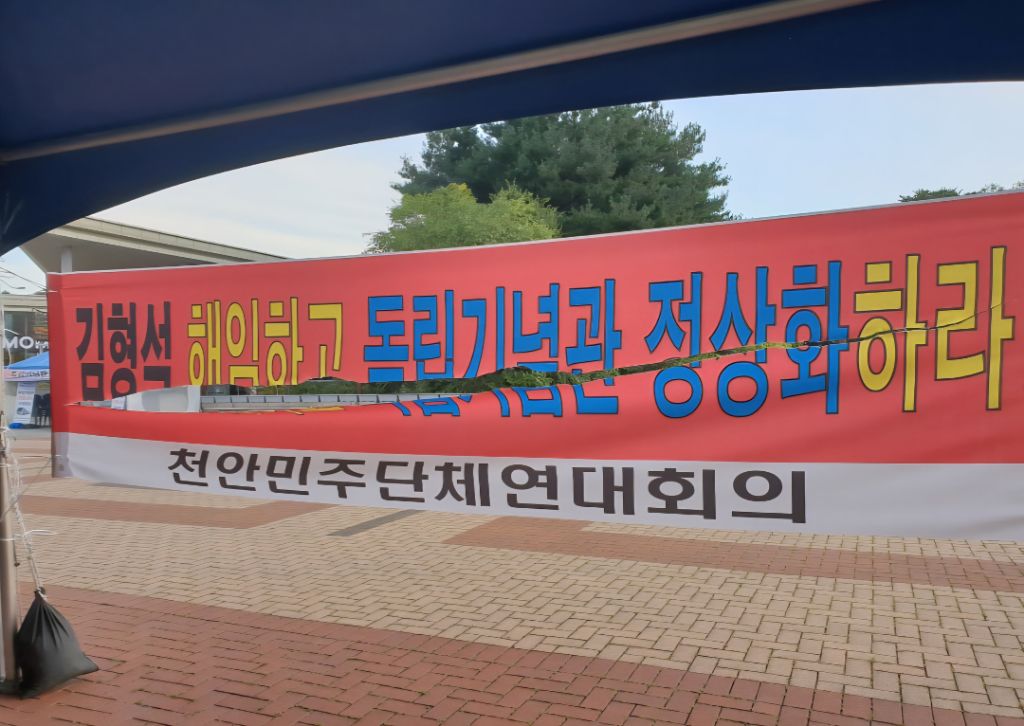 김형석 해임하고 독립기념관 정상화하라
천안민주단체연대회의
MO